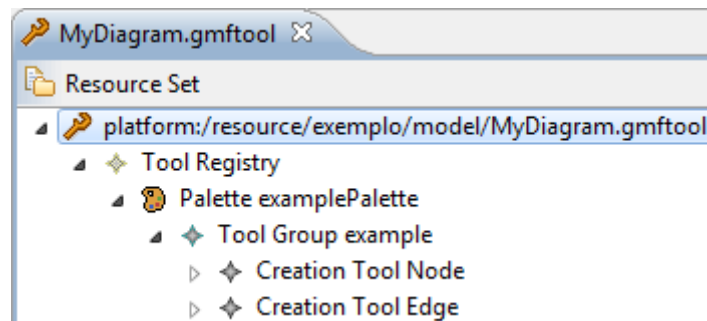 MyDiagram.gmftool
Resource Set
platform:/resource/exemplo/model/MyDiagram.gmftool
Tool Registry
Palette examplePalette
Tool Group example
Creation Tool Node
Creation Tool Edge